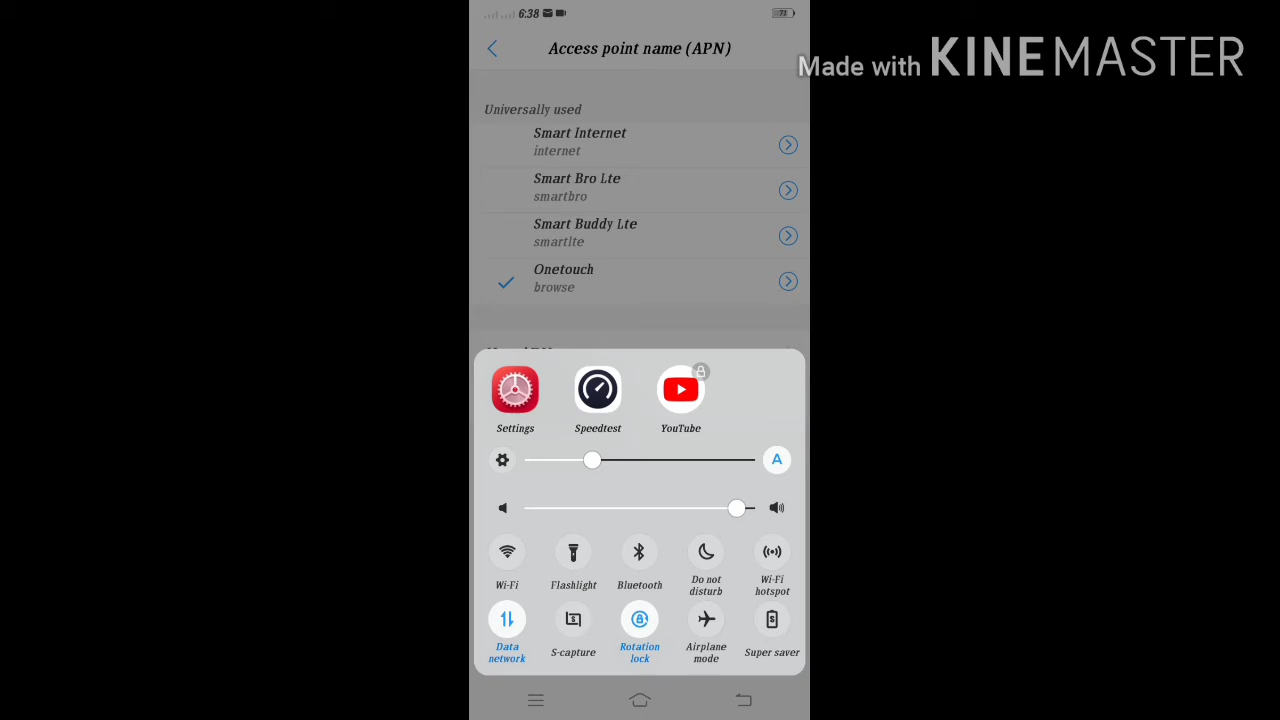 6:38
71
Access point name (APN)
Made with KINEMASTER
Universally used
Smart Internet
internet
Smart Bro Lte
smartbro
Smart Buddy Lte
smartlte
Onetouch
browse
Settings
Speedtest
YouTube
A
Wi-Fi
Flashlight
Bluetooth
Do not
disturb
Wi-Fi
hotspot
Data
network
S-capture
Rotation
lock
Airplane
mode
Super saver